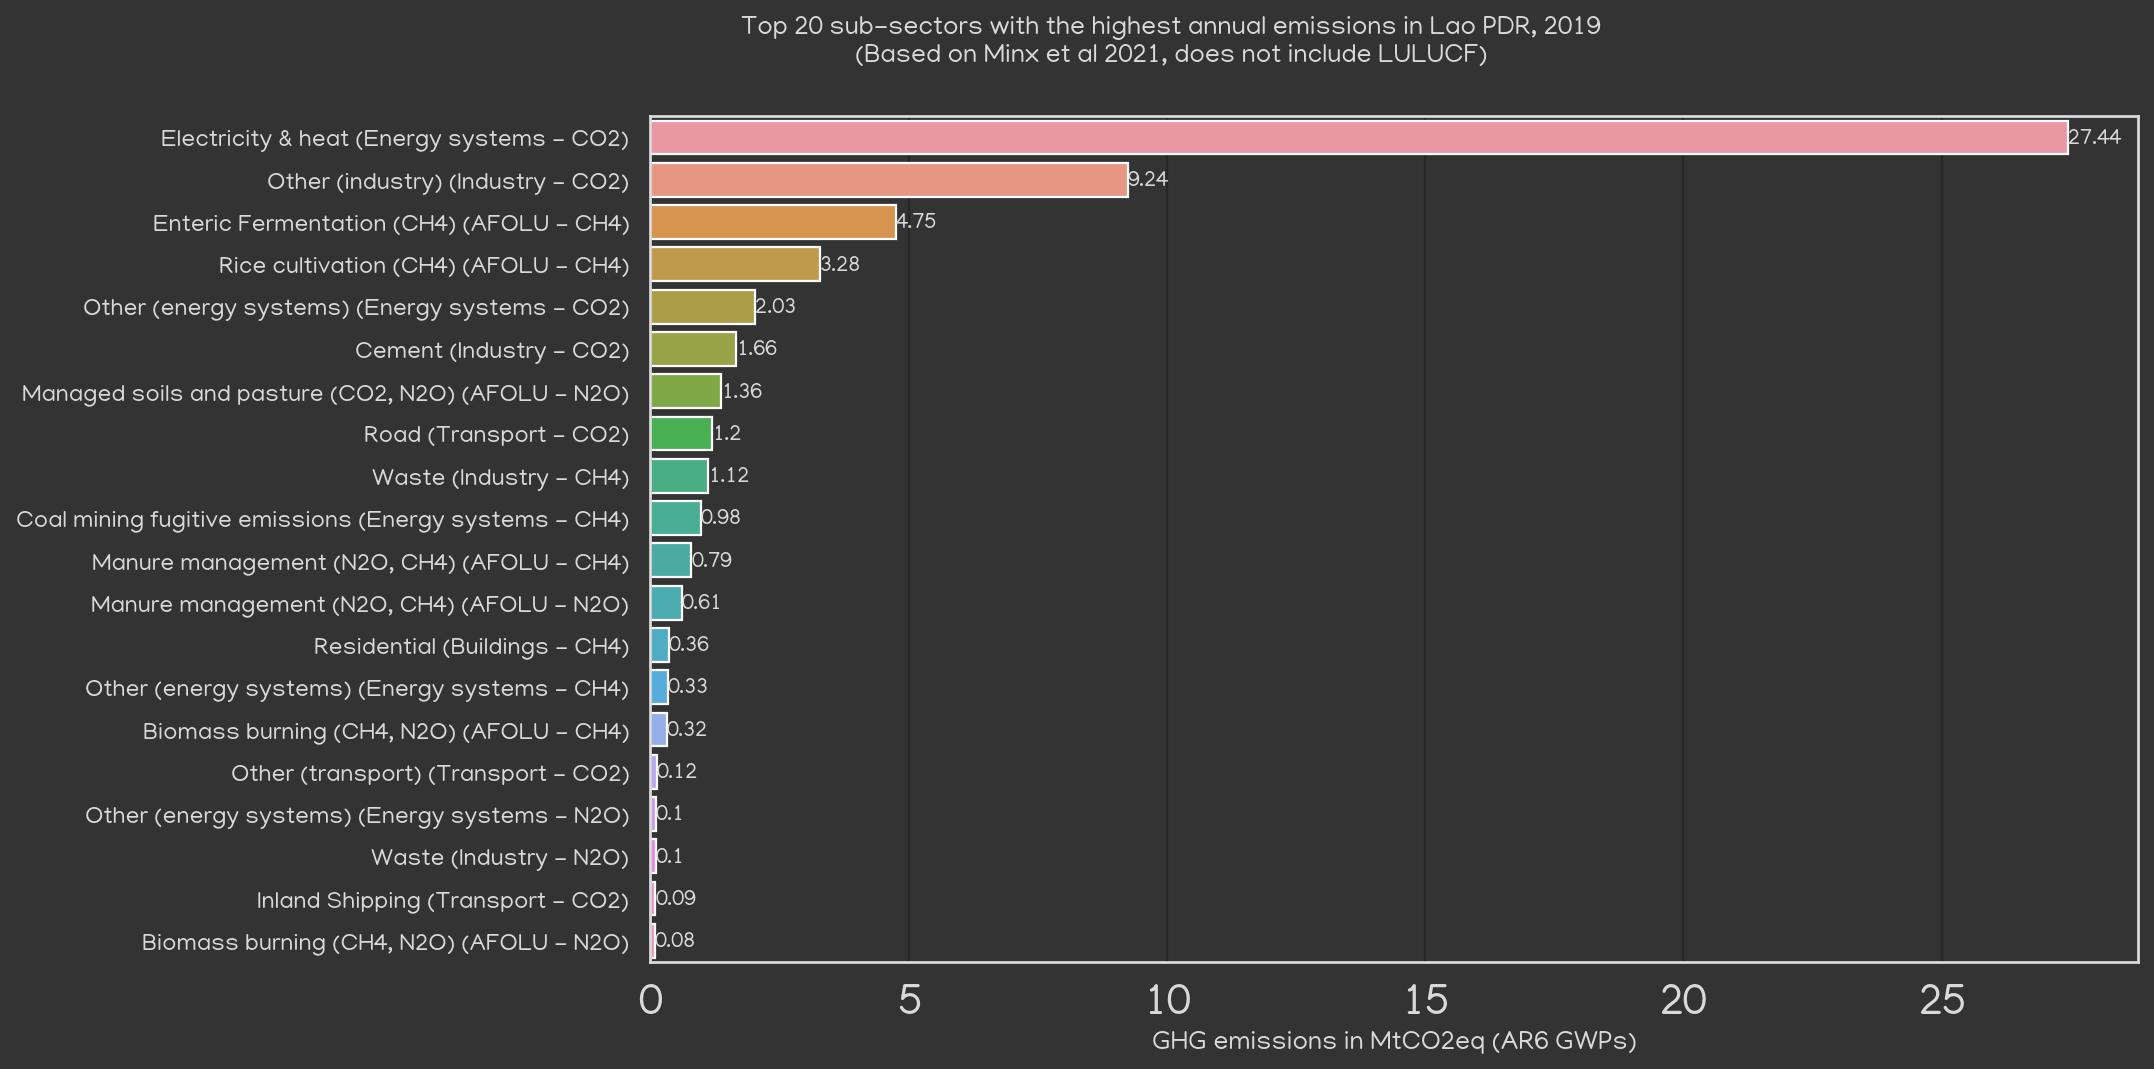 Top 20 sub-sectors with the highest annual emissions in Lao PDR, 2019
(Based on Minx et al 2021, does not include LULUCF)
Electricity & heat (Energy systems - CO2) 27.44
Other (industry) (Industry - CO2) 9.24
Enteric Fermentation (CH4) (AFOLU - CH4) 4.75
Rice cultivation (CH4) (AFOLU - CH4) 3.28
Other (energy systems) (Energy systems - CO2) 2.03
Cement (Industry - CO2) 1.66
Managed soils and pasture (CO2, N2O) (AFOLU - N2O) 1.36
Road (Transport - CO2) 1.2
Waste (Industry - CH4) 1.12
Coal mining fugitive emissions (Energy systems - CH4) 0.98
Manure management (N2O, CH4) (AFOLU - CH4) 0.79
Manure management (N2O, CH4) (AFOLU - N2O) 0.61
Residential (Buildings - CH4) 0.36
Other (energy systems) (Energy systems - CH4) 0.33
Biomass burning (CH4, N2O) (AFOLU - CH4) 0.32
Other (transport) (Transport - CO2) 0.12
Other (energy systems) (Energy systems - N2O) 0.1
Waste (Industry - N2O) 0.1
Inland Shipping (Transport - CO2) 0.09
Biomass burning (CH4, N2O) (AFOLU - N2O) 0.08
0 5 10 15 20 25
GHG emissions in MtCO2eq (AR6 GWPs)